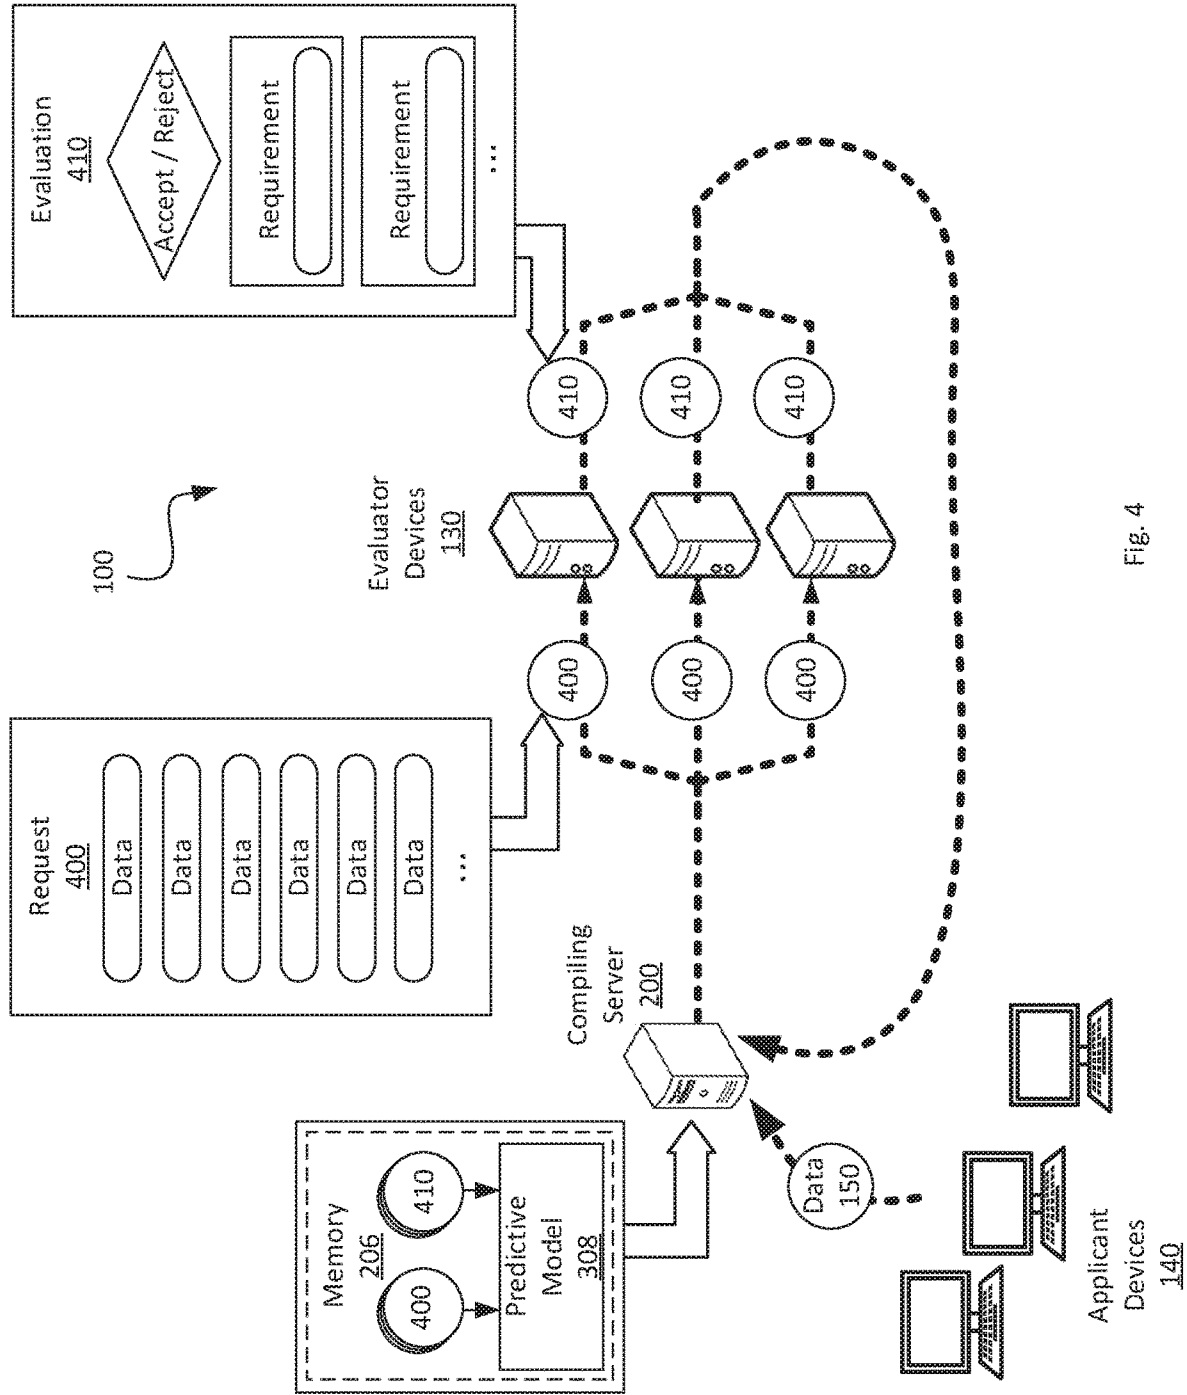 100
Memory
206
400
410
Predictive
Model
308
Request
400
Data
Data
Data
Data
Data
Data
...
Evaluation
410
Accept / Reject
Requirement
Requirement
...
Compiling
Server
200
Evaluator
Devices
130
400
400
400
410
410
410
Data
150
Applicant
Devices
140
Fig. 4